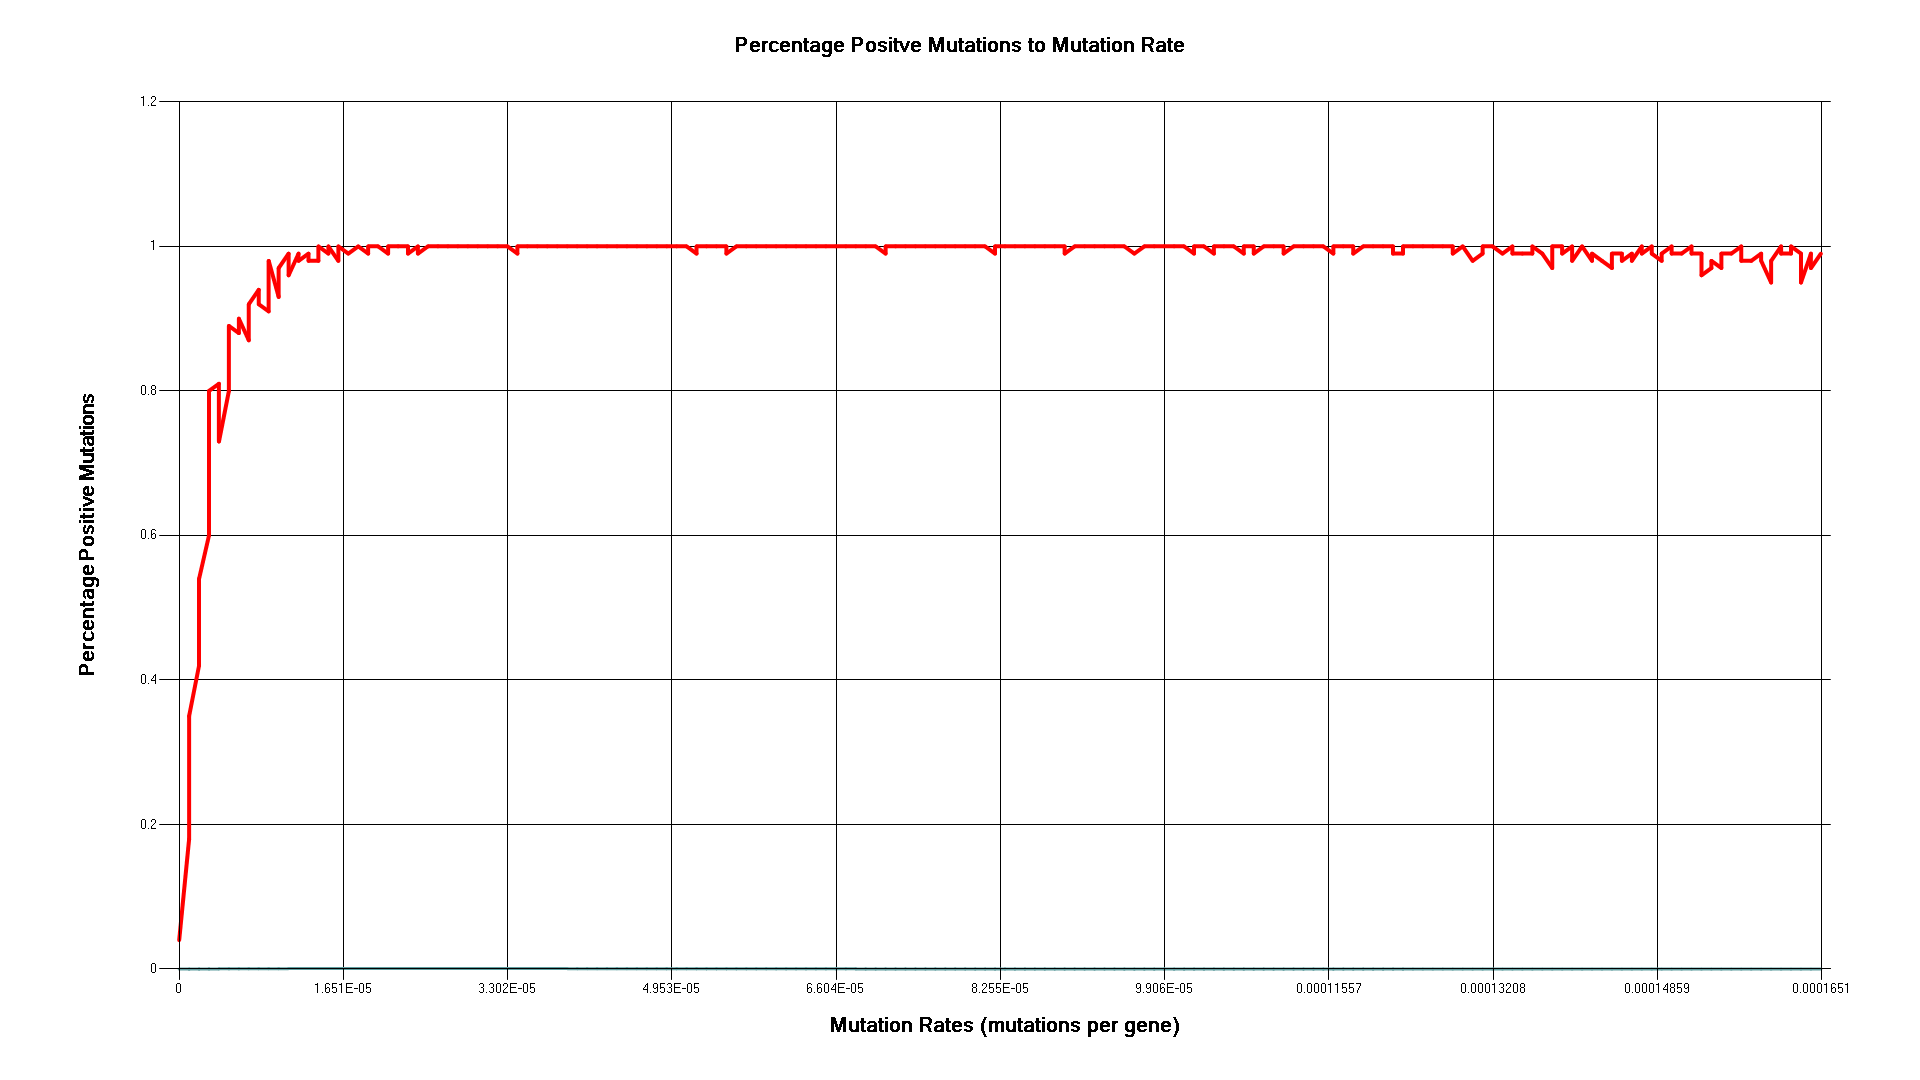 Percentage Positve Mutations to Mutation Rate
1.2
1
0.8
0.6
0.4
0.2
0
Percentage Positive Mutations
0 1.651E-05 3.302E-05 4.953E-05 6.604E-05 8.255E-05 9.906E-05 0.00011557 0.00013208 0.00014859 0.0001651
Mutation Rates (mutations per gene)